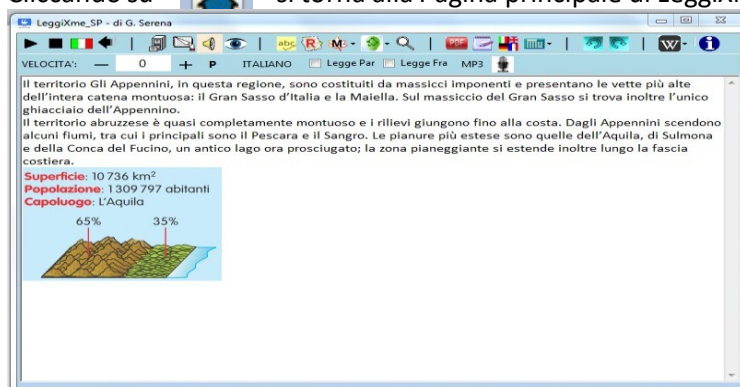 Cliccando su si torna alla Pagina principale di LeggiX
LeggiXme_SP - di G. Serena
abc R M PDF W i
VELOCITA': 0 P ITALIANO Legge Par Legge Fra MP3
Il territorio Gli Appennini, in questa regione, sono costituiti da massicci imponenti e presentano le vette più alte
dell'intera catena montuosa: il Gran Sasso d'Italia e la Maiella. Sul massiccio del Gran Sasso si trova inoltre l'unico
ghiacciaio dell'Appennino.
Il territorio abruzzese è quasi completamente montuoso e i rilievi giungono fino alla costa. Dagli Appennini scendono
alcuni fiumi, tra cui i principali sono il Pescara e il Sangro. Le pianure più estese sono quelle dell'Aquila, di Sulmona
e della Conca del Fucino, un antico lago ora prosciugato; la zona pianeggiante si estende inoltre lungo la fascia
costiera.
Superficie: 10 736 km²
Popolazione: 1 309 797 abitanti
Capoluogo: L'Aquila
65% 35%